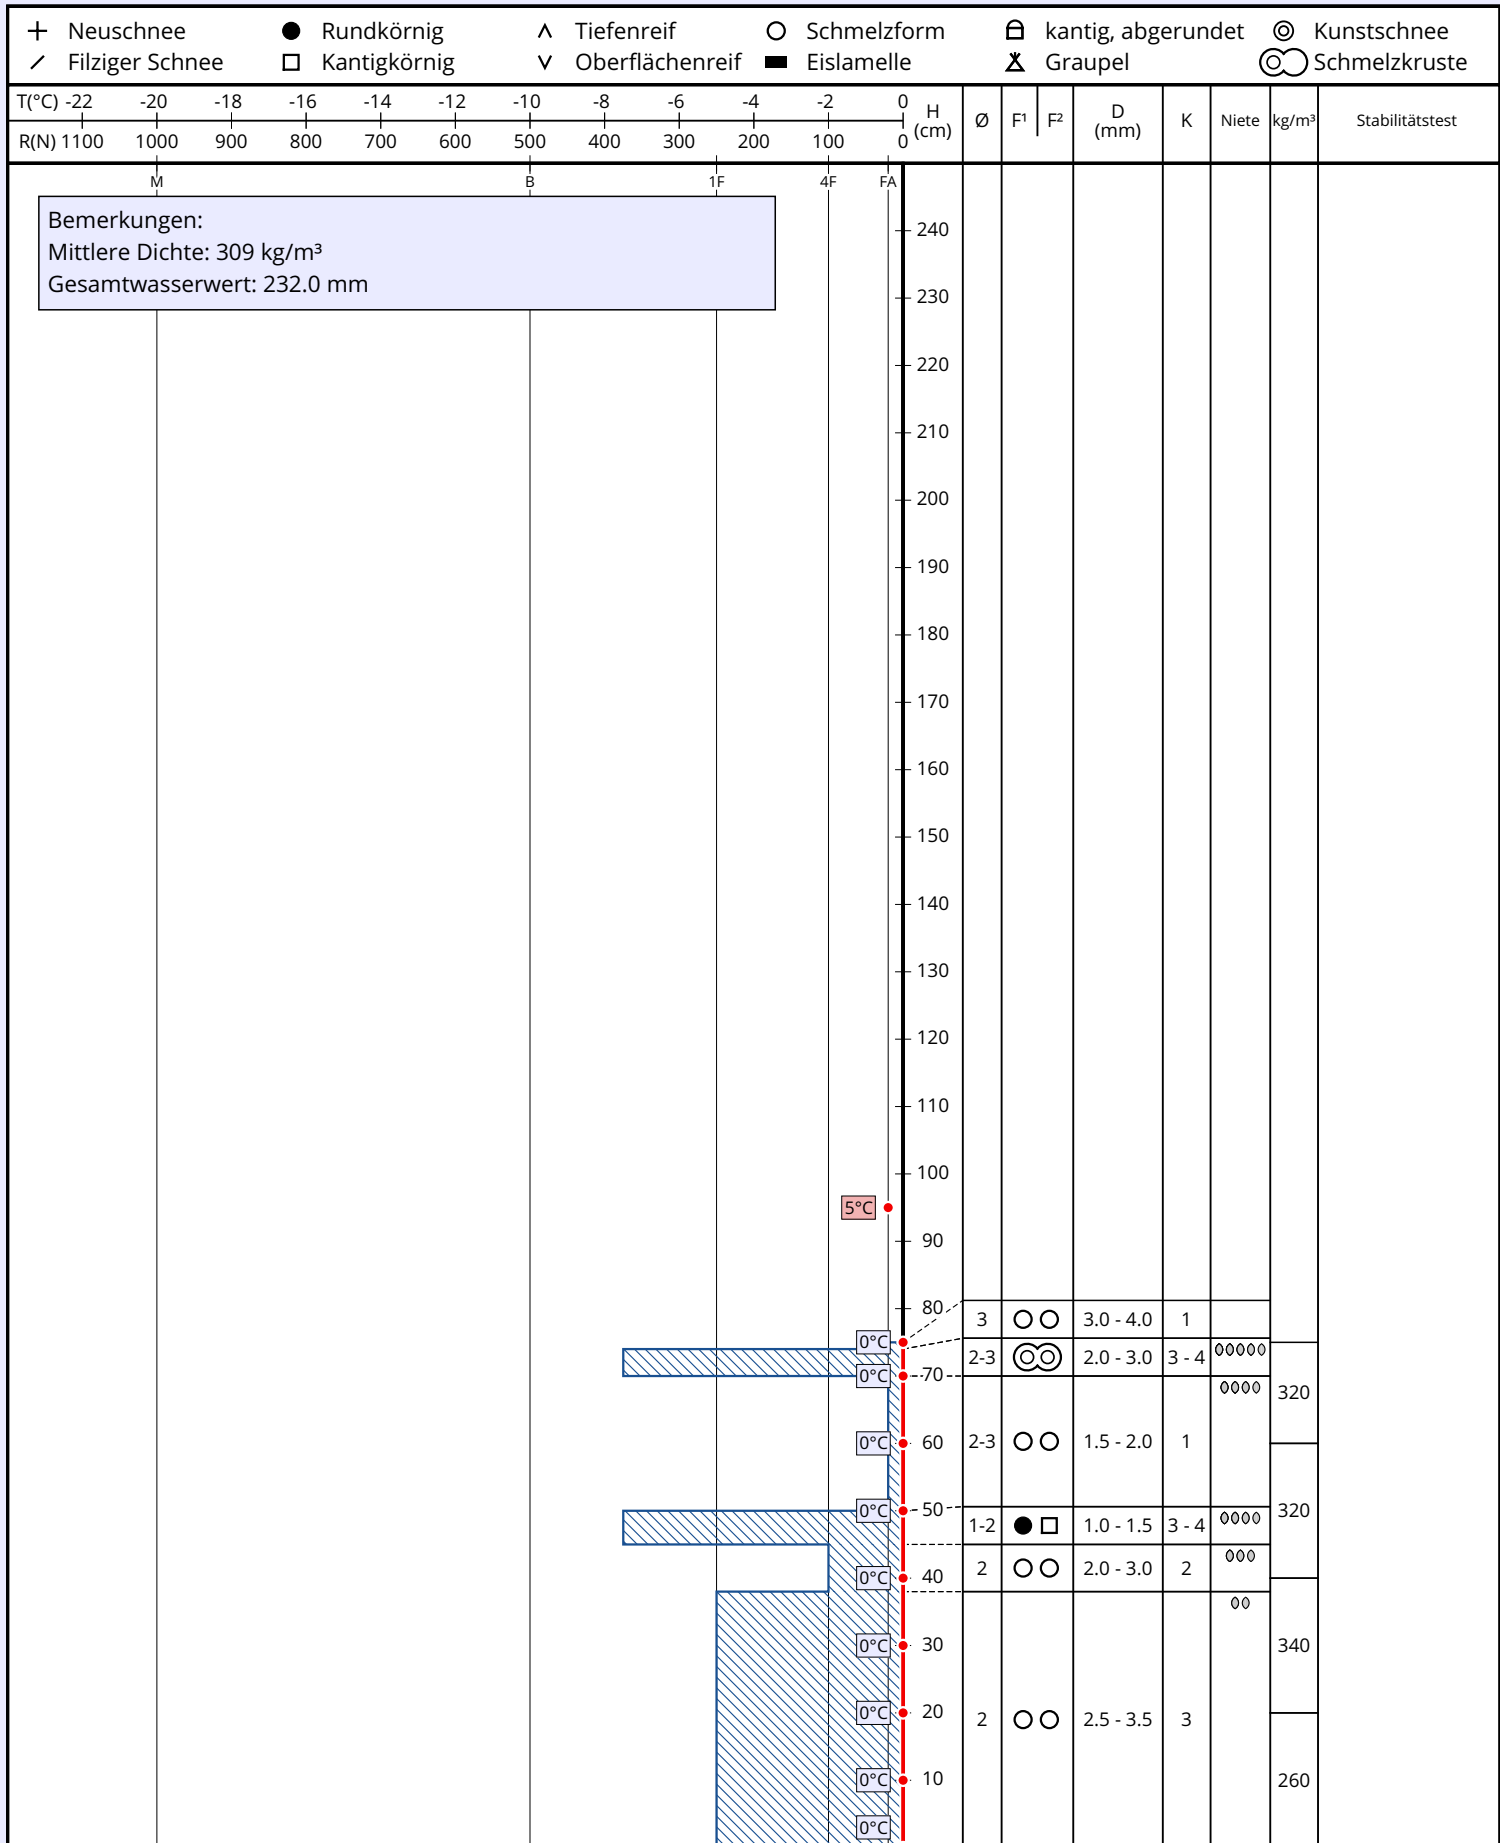 Neuschnee Rundkörnig Tiefenreif Schmelzform kantig, abgerundet Kunstschnee
Filziger Schnee Kantigkörnig Oberflächenreif Eislamelle Graupel Schmelzkruste
T(°C) -22 -20 -18 -16 -14 -12 -10 -8 -6 -4 -2 0
R(N) 1100 1000 900 800 700 600 500 400 300 200 100 0
H (cm) Ø F¹ F² D (mm) K Niete kg/m³ Stabilitätstest
M B 1F 4F FA
Bemerkungen:
Mittlere Dichte: 309 kg/m³
Gesamtwasserwert: 232.0 mm
240
230
220
210
200
190
180
170
160
150
140
130
120
110
100
5°C
90
80
3 3.0 - 4.0 1
0°C
2-3 2.0 - 3.0 3 - 4
0°C 70
320
0°C 60 2-3 1.5 - 2.0 1
0°C 50 320
1-2 1.0 - 1.5 3 - 4
2 2.0 - 3.0 2
0°C 40
0°C 30 340
0°C 20 2 2.5 - 3.5 3
0°C 10 260
0°C